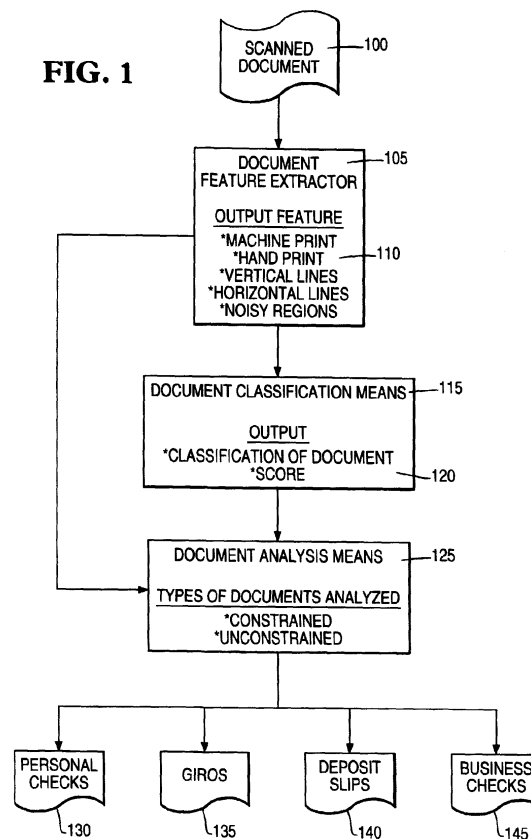 FIG. 1
SCANNED
DOCUMENT
100
DOCUMENT
FEATURE EXTRACTOR
105
OUTPUT FEATURE
*MACHINE PRINT
*HAND PRINT
*VERTICAL LINES
*HORIZONTAL LINES
*NOISY REGIONS
110
DOCUMENT CLASSIFICATION MEANS
115
OUTPUT
*CLASSIFICATION OF DOCUMENT
*SCORE
120
DOCUMENT ANALYSIS MEANS
125
TYPES OF DOCUMENTS ANALYZED
*CONSTRAINED
*UNCONSTRAINED
PERSONAL
CHECKS
130
GIROS
135
DEPOSIT
SLIPS
140
BUSINESS
CHECKS
145